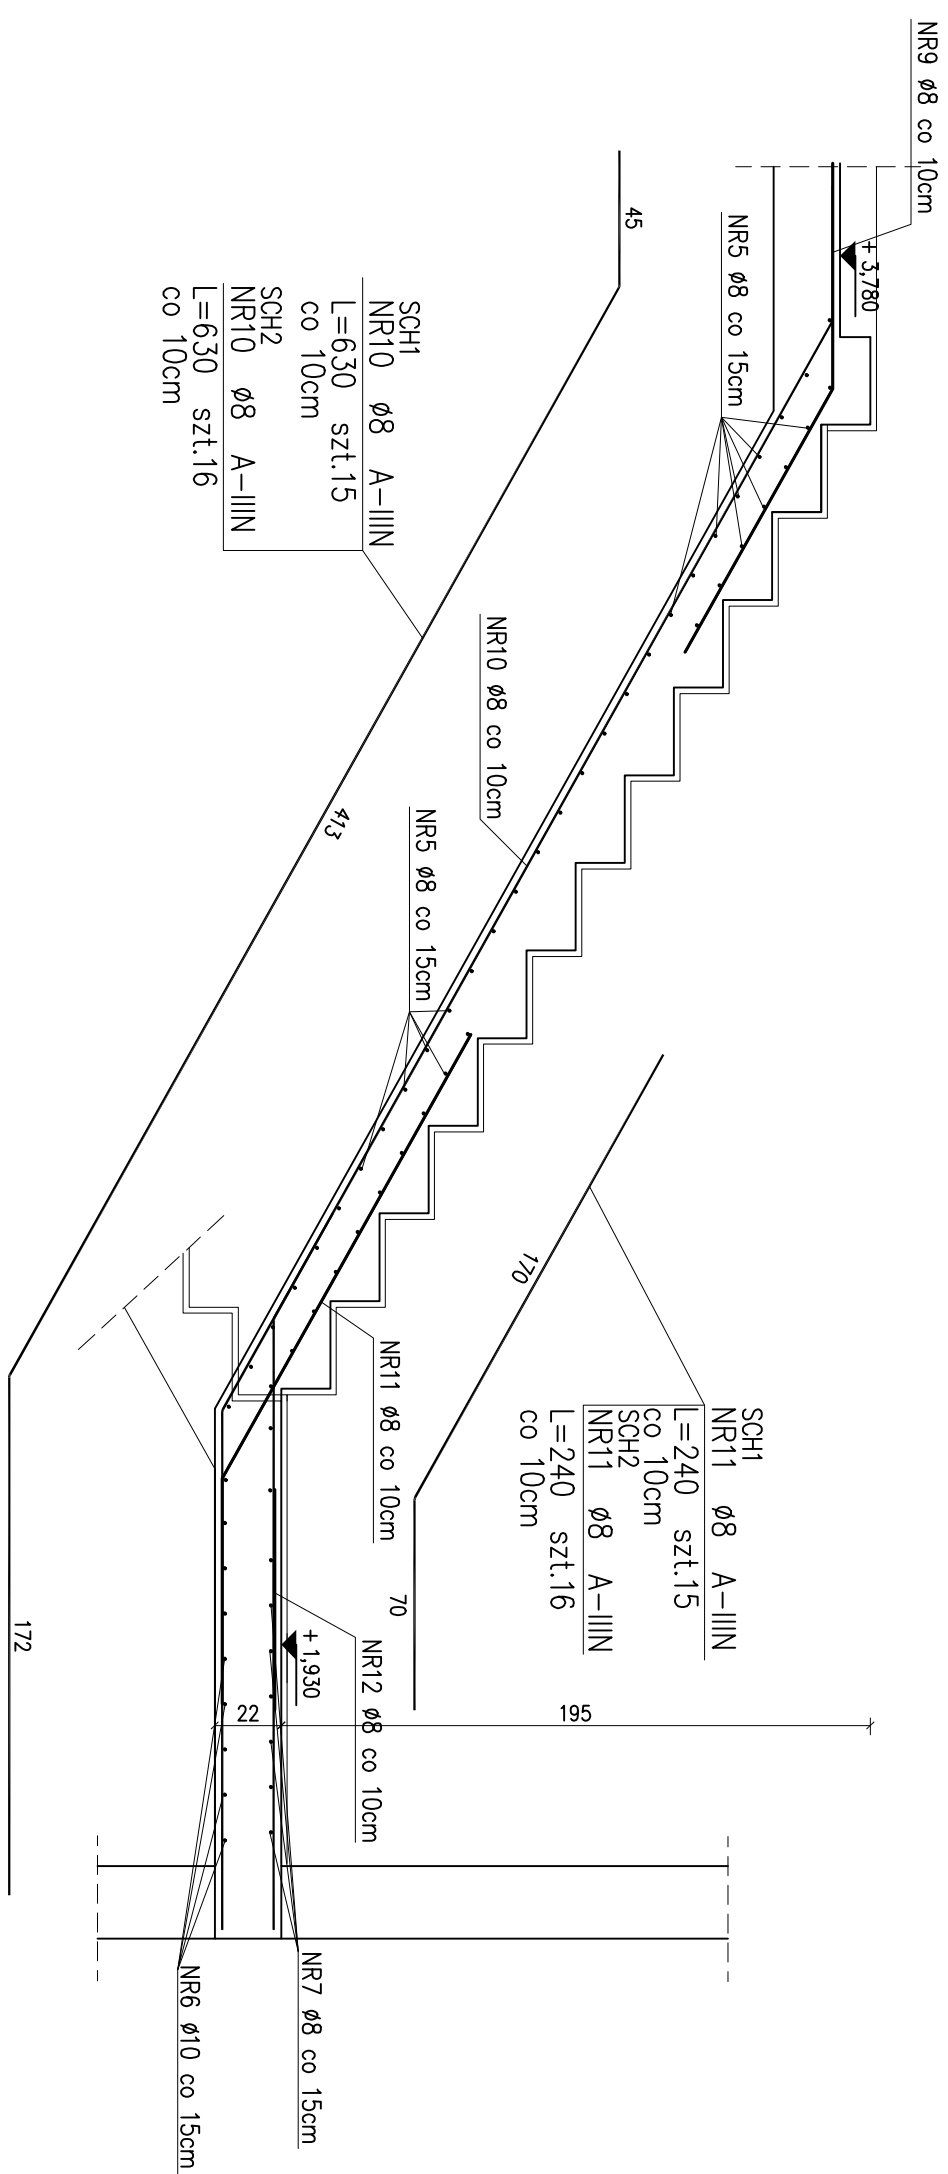 NR9 ø8 co 10cm
+ 3,780
NR5 ø8 co 15cm
45
SCH1
NR10 ø8 A-IIIN
L=630 szt.15
co 10cm
SCH2
NR10 ø8 A-IIIN
L=630 szt.16
co 10cm
NR10 ø8 co 10cm
413
NR5 ø8 co 15cm
170
SCH1
NR11 ø8 A-IIIN
L=240 szt.15
co 10cm
SCH2
NR11 ø8 A-IIIN
L=240 szt.16
co 10cm
NR11 ø8 co 10cm
70
172
NR12 ø8 co 10cm
+ 1,930
22
195
NR7 ø8 co 15cm
NR6 ø10 co 15cm